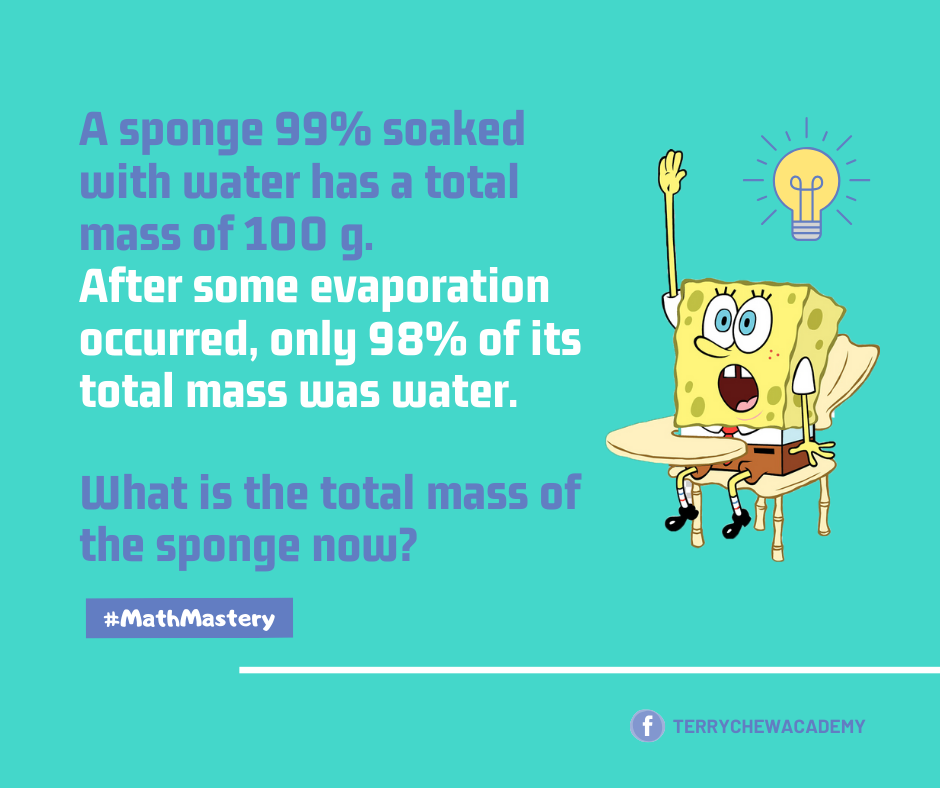 A sponge 99% soaked
with water has a total
mass of 100 g.
After some evaporation
occurred, only 98% of its
total mass was water.
What is the total mass of
the sponge now?
#MathMastery
f TERRYCHEWACADEMY